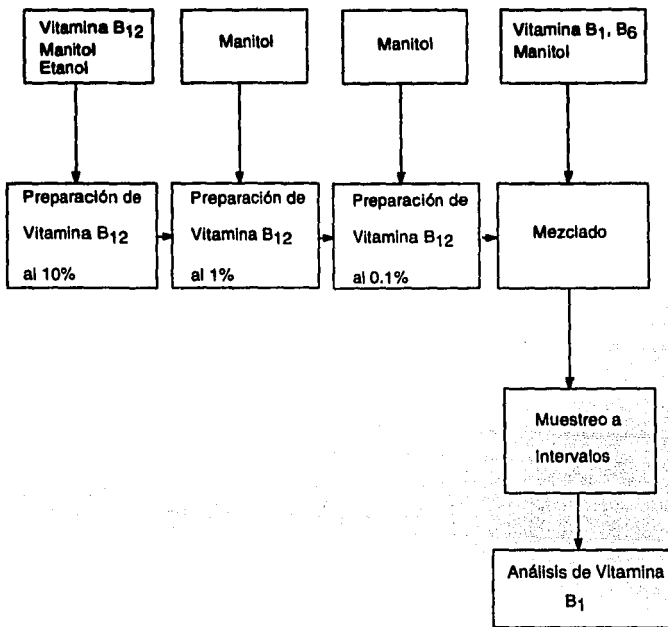 Vitamina B12
Manitol
Etanol
Manitol
Manitol
Vitamina B1, B6
Manitol
Preparación de
Vitamina B12
al 10%
Preparación de
Vitamina B12
al 1%
Preparación de
Vitamina B12
al 0.1%
Mezclado
Muestreo a
Intervalos
Análisis de Vitamina
B1